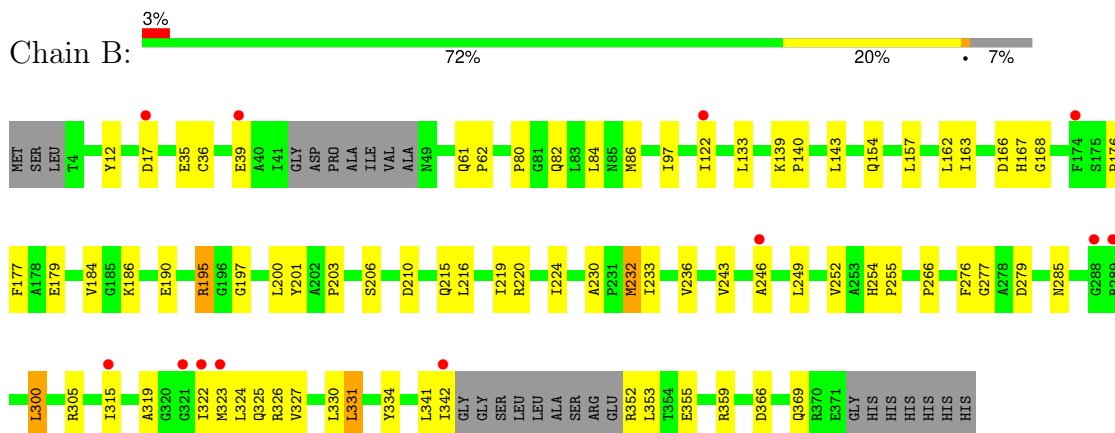 3%
Chain B:
72% 20% • 7%
MET SER LEU T4 Y12 D17 E35 C36 E39 A40 I41 GLY ASP PRO ALA ILE VAL ALA N49 Q61 P62 P80 G81 Q82 L83 L84 N85 M86 I97 I122 L133 K139 P140 L143 Q154 L157 L162 I163 D166 H167 G168 F174 S175
F177 A178 E179 V184 G185 K186 E190 R195 G196 G197 L200 Y201 A202 P203 S206 D210 Q215 L216 I219 R220 I224 A230 P231 M232 I233 V236 V243 A246 L249 V252 A253 H254 P255 P266 F276 G277 A278 D279 N285 G288
L300 R305 I315 A319 G320 G321 I322 M323 L324 Q325 R326 V327 L330 L331 Y334 L341 I342 GLY GLY SER LEU LEU ALA SER ARG GLU R352 L353 T354 E355 R359 D366 Q369 R370 E371 GLY HIS HIS HIS HIS HIS HIS